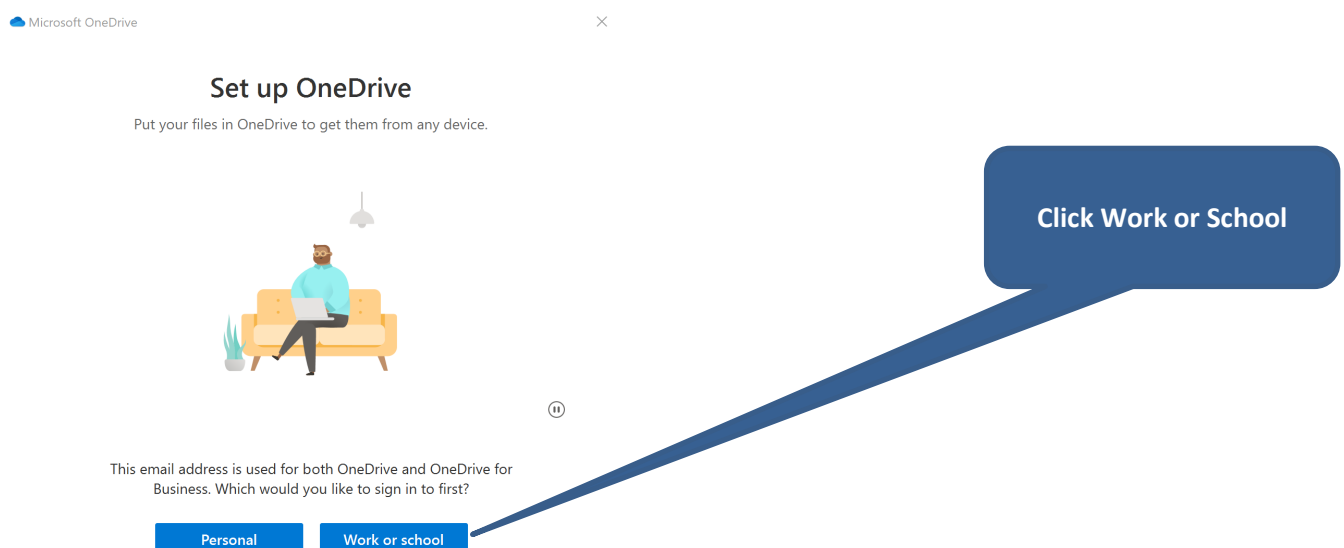 Microsoft OneDrive
Set up OneDrive
Put your files in OneDrive to get them from any device.
Click Work or School
This email address is used for both OneDrive and OneDrive for
Business. Which would you like to sign in to first?
Personal
Work or school